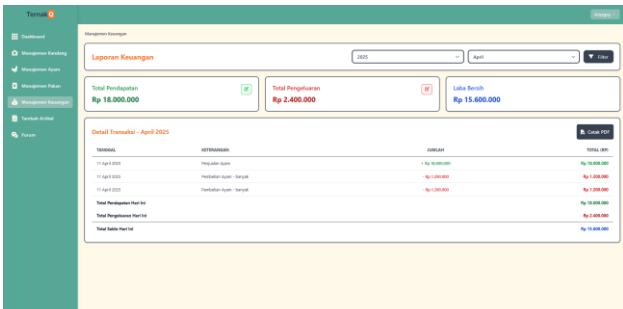 TernakQ
Dashboard
Manajemen Keuangan
Manajemen Kandang
Manajemen Ayam
Manajemen Pakan
Manajemen Keuangan
Tambah Artikel
Forum
Laporan Keuangan
2025
April
Filter
Total Pendapatan
Rp 18.000.000
Total Pengeluaran
Rp 2.400.000
Laba Bersih
Rp 15.600.000
Detail Transaksi - April 2025
Cetak PDF
TANGGAL KETERANGAN JUMLAH TOTAL (RP)
11 April 2025 Penjualan Ayam + Rp 18.000.000 Rp 18.000.000
11 April 2025 Pembelian Ayam - Banyak - Rp 1.200.000 Rp 1.200.000
11 April 2025 Pembelian Ayam - Banyak - Rp 1.200.000 Rp 1.200.000
Total Pendapatan Hari Ini Rp 18.000.000
Total Pengeluaran Hari Ini Rp 2.400.000
Total Saldo Hari Ini Rp 15.600.000